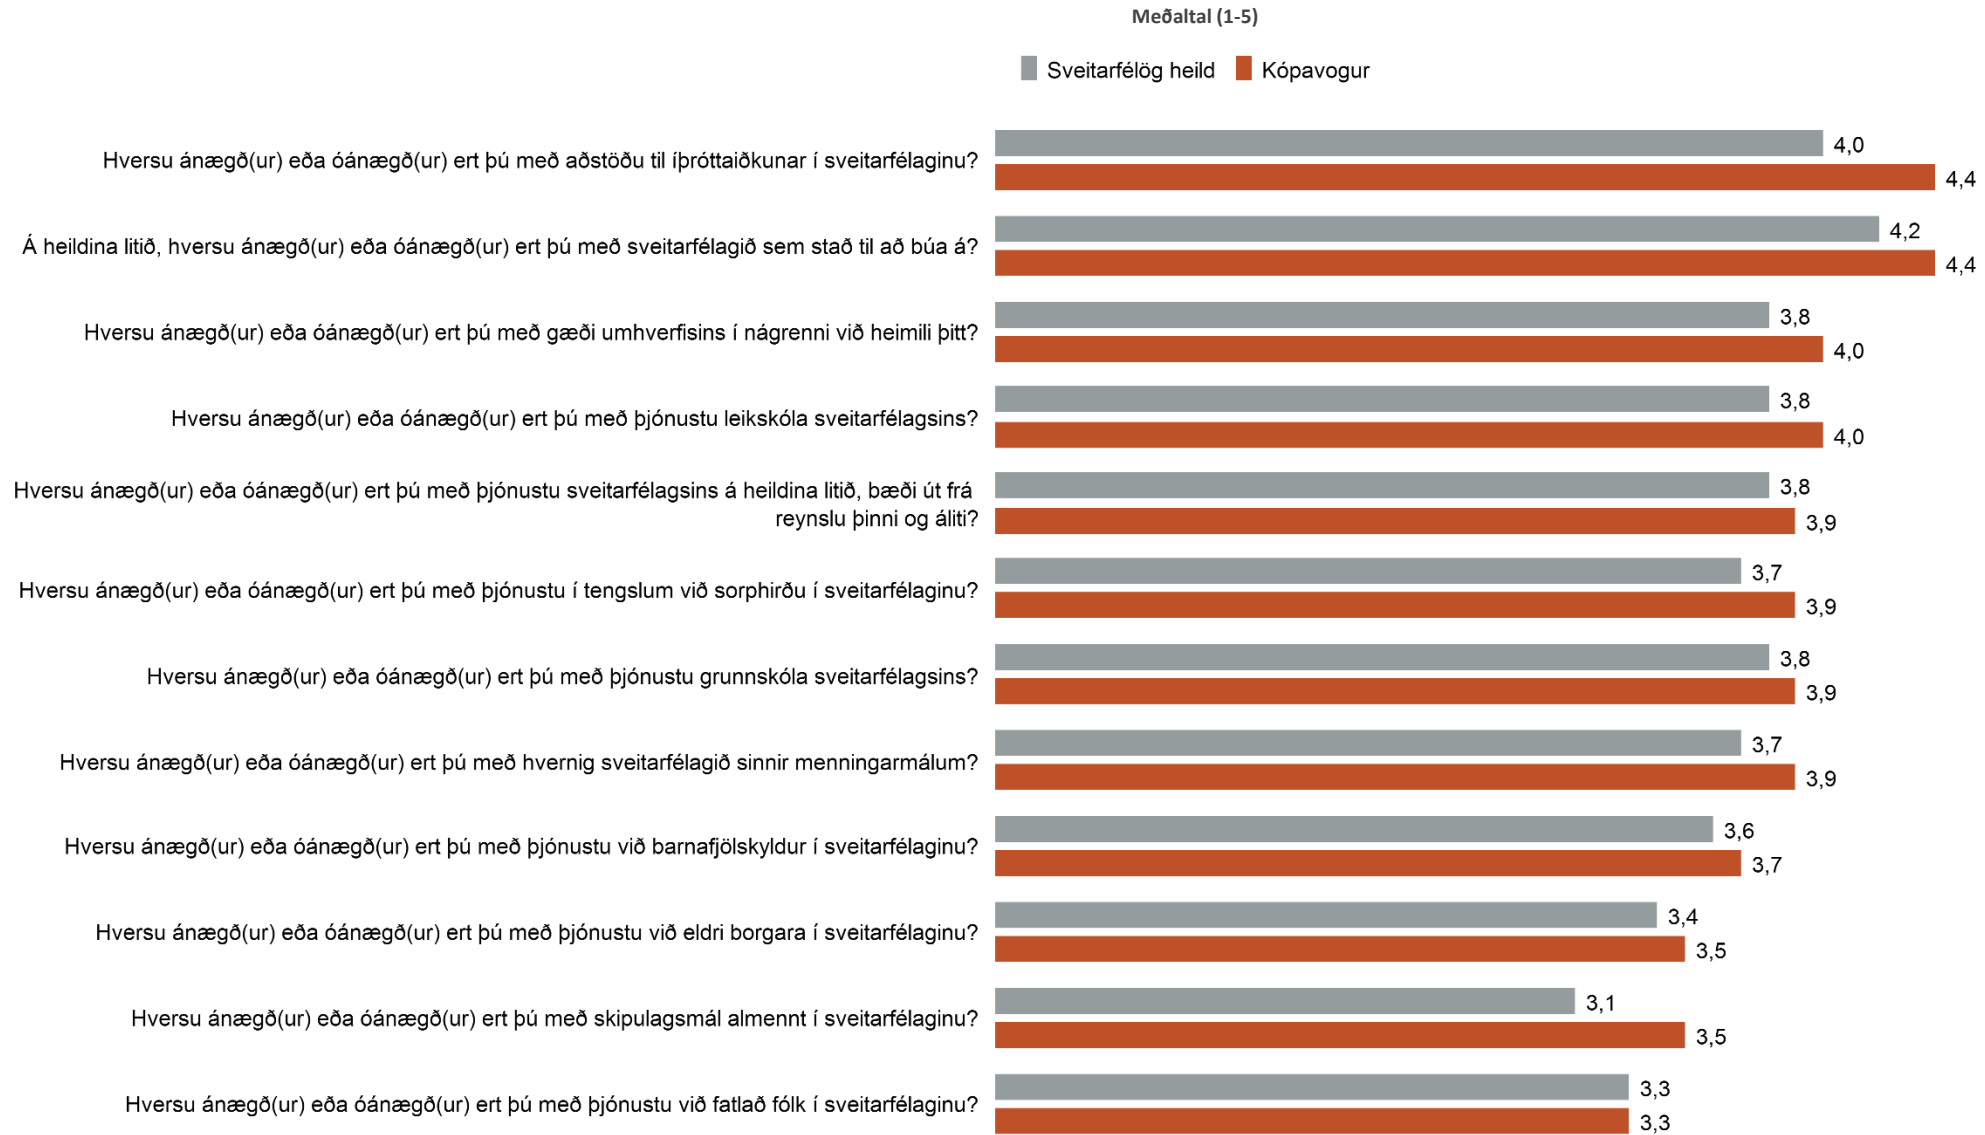 Meðaltal (1-5)
Sveitarfélög heild Kópavogur
Hversu ánægð(ur) eða óánægð(ur) ert þú með aðstöðu til íþróttaiðkunar í sveitarfélaginu?
4,0
4,4
Á heildina litið, hversu ánægð(ur) eða óánægð(ur) ert þú með sveitarfélagið sem stað til að búa á?
4,2
4,4
Hversu ánægð(ur) eða óánægð(ur) ert þú með gæði umhverfisins í nágrenni við heimili þitt?
3,8
4,0
Hversu ánægð(ur) eða óánægð(ur) ert þú með þjónustu leikskóla sveitarfélagsins?
3,8
4,0
Hversu ánægð(ur) eða óánægð(ur) ert þú með þjónustu sveitarfélagsins á heildina litið, bæði út frá
reynslu þinni og áliti?
3,8
3,9
Hversu ánægð(ur) eða óánægð(ur) ert þú með þjónustu í tengslum við sorphirðu í sveitarfélaginu?
3,7
3,9
Hversu ánægð(ur) eða óánægð(ur) ert þú með þjónustu grunnskóla sveitarfélagsins?
3,8
3,9
Hversu ánægð(ur) eða óánægð(ur) ert þú með hvernig sveitarfélagið sinnir menningarmálum?
3,7
3,9
Hversu ánægð(ur) eða óánægð(ur) ert þú með þjónustu við barnafjölskyldur í sveitarfélaginu?
3,6
3,7
Hversu ánægð(ur) eða óánægð(ur) ert þú með þjónustu við eldri borgara í sveitarfélaginu?
3,4
3,5
Hversu ánægð(ur) eða óánægð(ur) ert þú með skipulagsmál almennt í sveitarfélaginu?
3,1
3,5
Hversu ánægð(ur) eða óánægð(ur) ert þú með þjónustu við fatlað fólk í sveitarfélaginu?
3,3
3,3